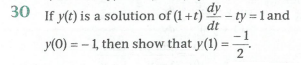 30 If y(t) is a solution of (1+t) dy/dt − ty = 1 and
y(0) = −1, then show that y(1) = −1/2.